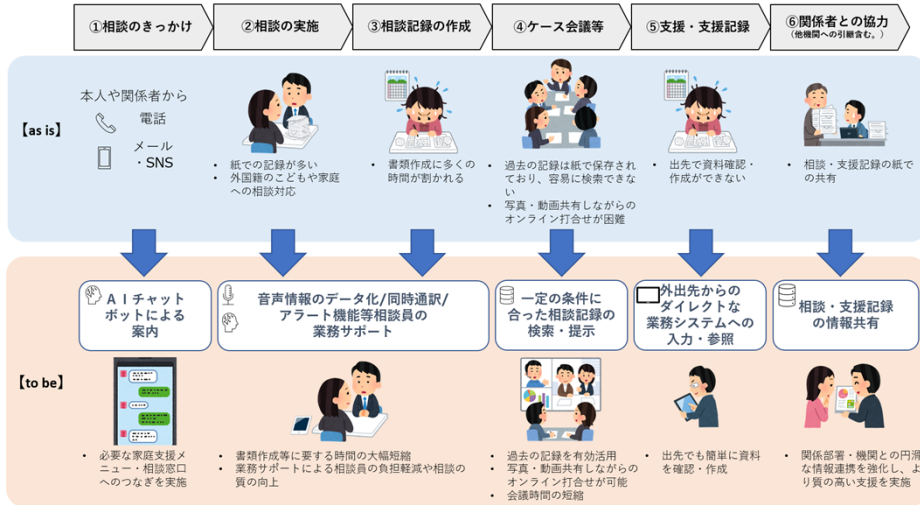 ①相談のきっかけ
②相談の実施
③相談記録の作成
④ケース会議等
⑤支援・支援記録
⑥関係者との協力
(他機関への引継含む。)
【as is】
本人や関係者から
電話
メール
・SNS
• 紙での記録が多い
• 外国籍のこどもや家庭
への相談対応
• 書類作成に多くの
時間が割かれる
• 過去の記録は紙で保存され
ており、容易に検索できな
い
• 写真・動画共有しながらの
オンライン打合せが困難
• 出先で資料確認・
作成ができない
• 相談・支援記録の紙で
の共有
【to be】
ＡＩチャット
ボットによる
案内
音声情報のデータ化/同時通訳/
アラート機能等相談員の
業務サポート
一定の条件に
合った相談記録の
検索・提示
外出先からの
ダイレクトな
業務システムへの
入力・参照
相談・支援記録
の情報共有
• 必要な家庭支援メ
ニュー・相談窓口
へのつなぎを実施
• 書類作成等に要する時間の大幅短縮
• 業務サポートによる相談員の負担軽減や相談の
質の向上
• 過去の記録を有効活用
• 写真・動画共有しながらの
オンライン打合せが可能
• 会議時間の短縮
• 出先でも簡単に資料
を確認・作成
• 関係部署・機関との円滑
な情報連携を強化し、よ
り質の高い支援を実施